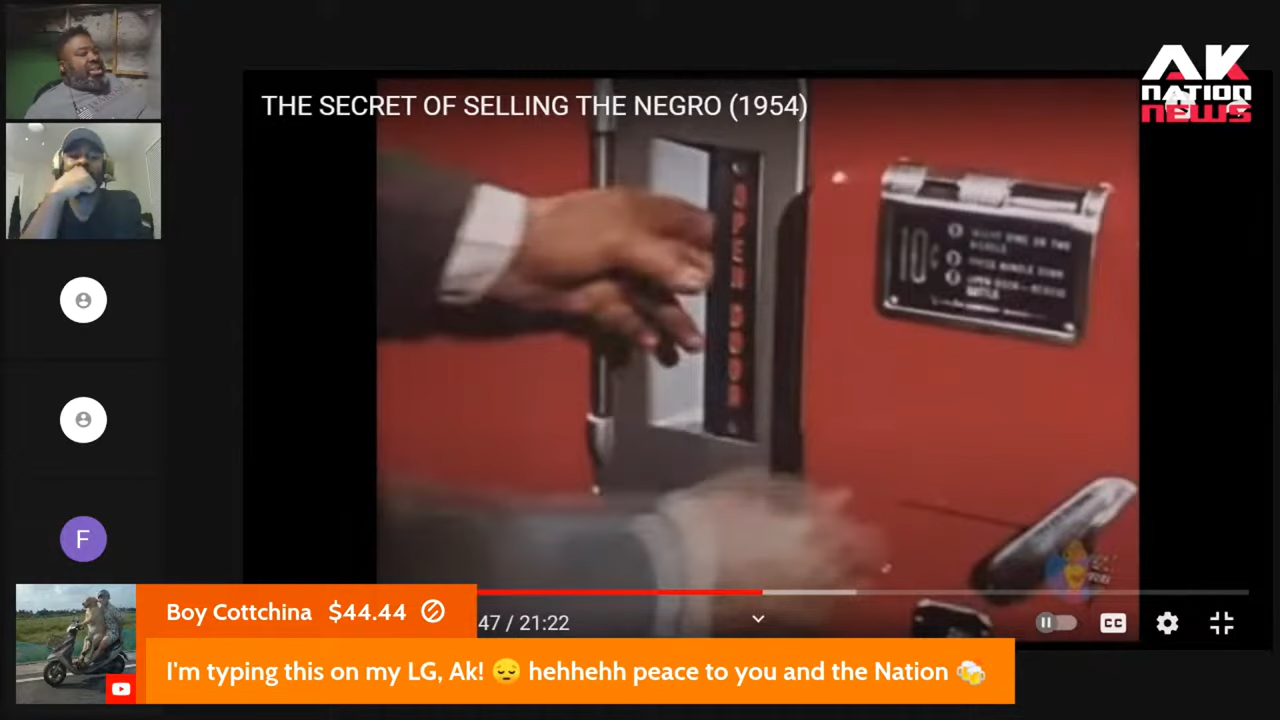 THE SECRET OF SELLING THE NEGRO (1954)
AK
NATION
NEWS
OPEN DOOR
10¢
F
Boy Cottchina $44.44
47 / 21:22
CC
I'm typing this on my LG, Ak! 😔 hehhehh peace to you and the Nation 🍻